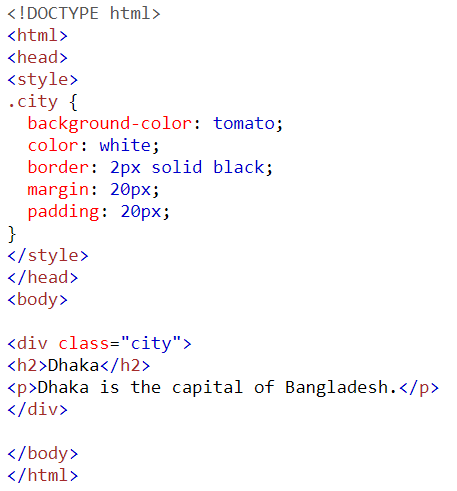 <!DOCTYPE html>
<html>
<head>
<style>
.city {
  background-color: tomato;
  color: white;
  border: 2px solid black;
  margin: 20px;
  padding: 20px;
}
</style>
</head>
<body>

<div class="city">
<h2>Dhaka</h2>
<p>Dhaka is the capital of Bangladesh.</p>
</div>

</body>
</html>